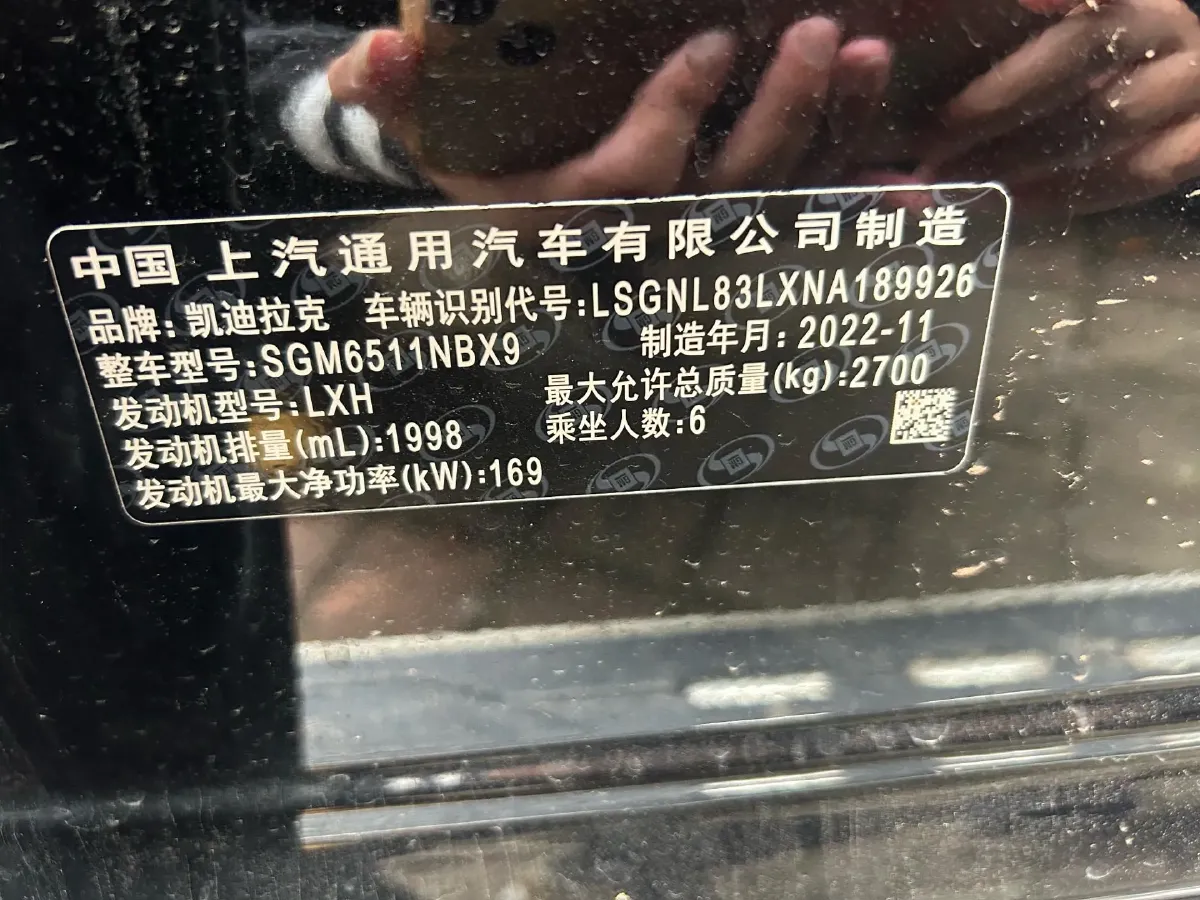 中国 上汽通用汽车有限公司制造
品牌：凯迪拉克 车辆识别代号:LSGNL83LXNA189926
整车型号:SGM6511NBX9 制造年月：2022-11
发动机型号:LXH 最大允许总质量(kg):2700
发动机排量(mL):1998 乘坐人数:6
发动机最大净功率(kW):169